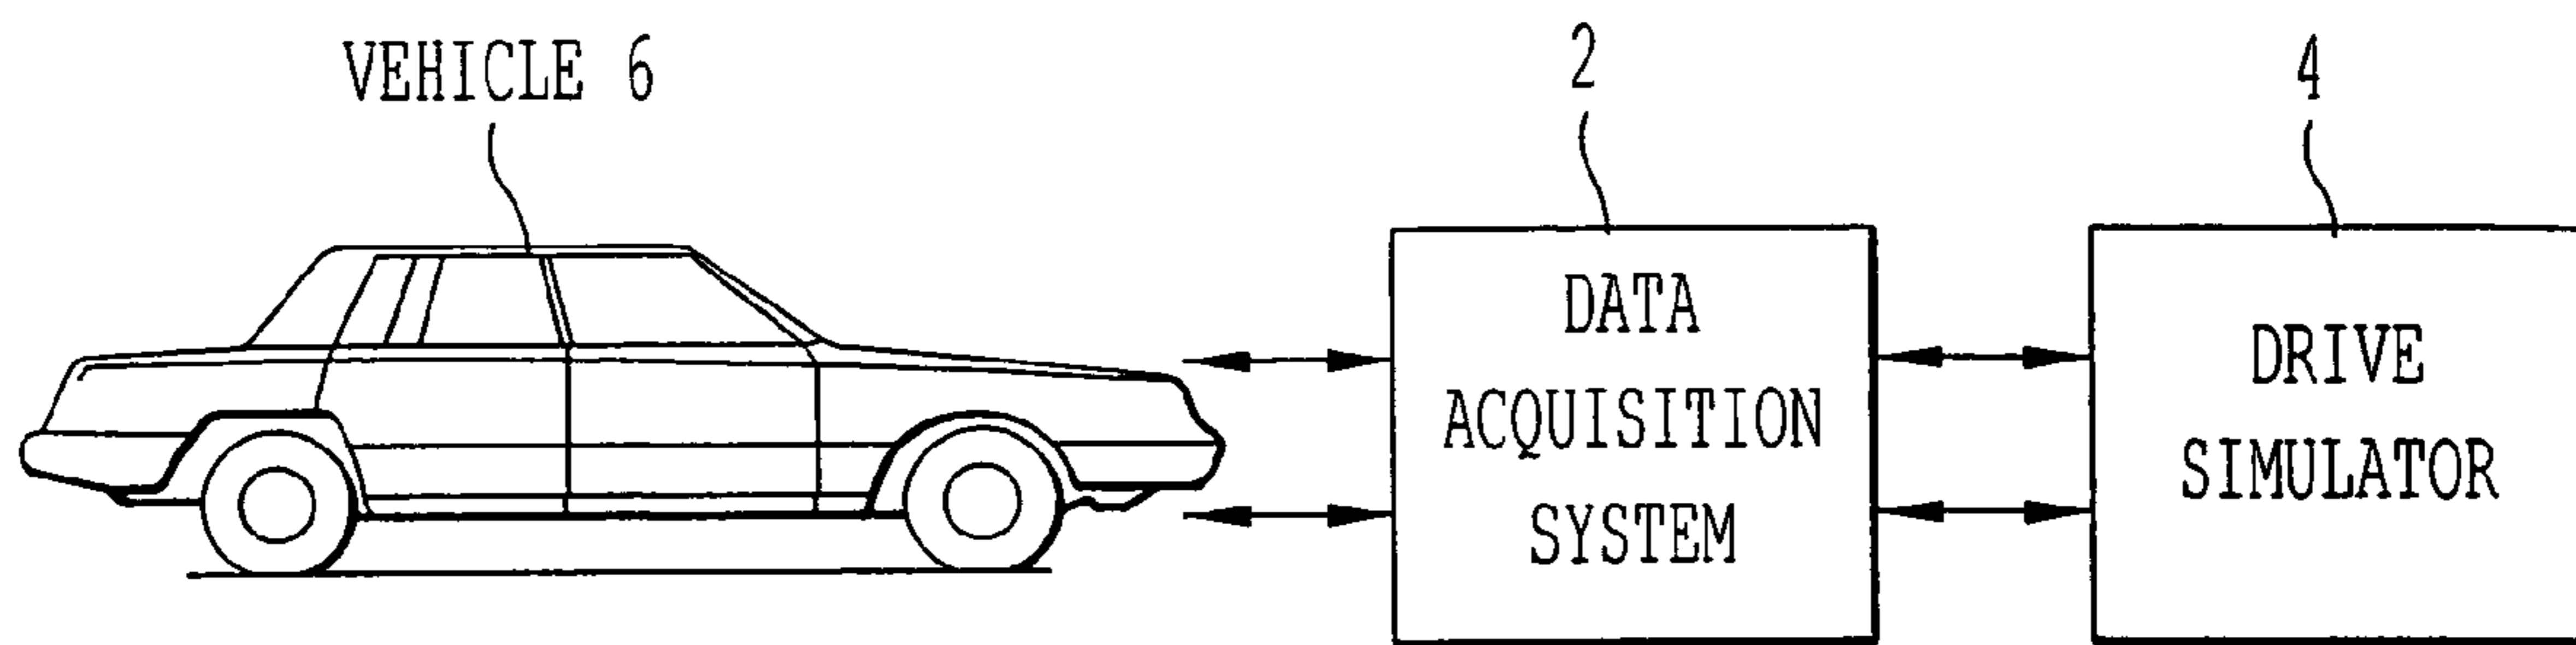 VEHICLE 6
2
4
DATA
ACQUISITION
SYSTEM
DRIVE
SIMULATOR